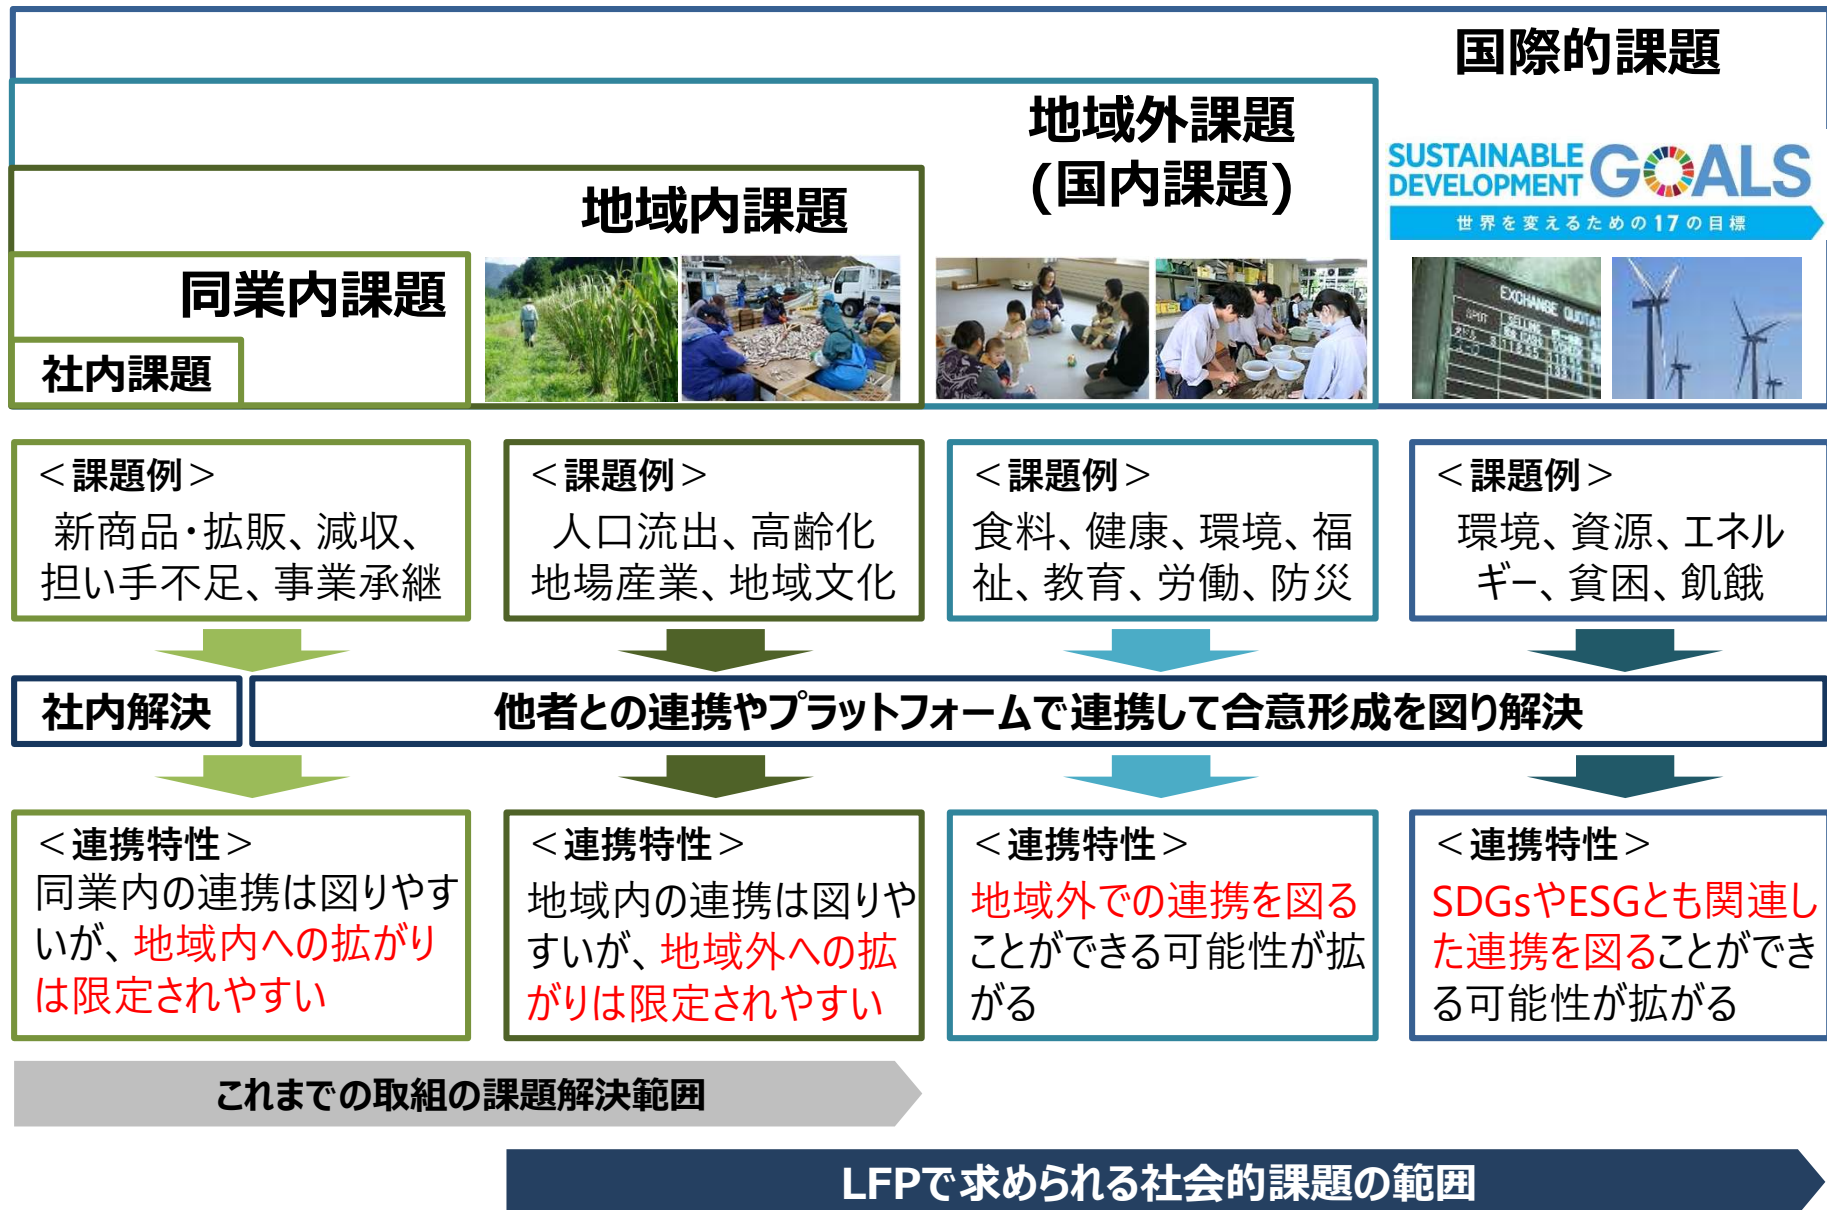 国際的課題
地域外課題
(国内課題)
SUSTAINABLE
DEVELOPMENT
GOALS
世界を変えるための17の目標
地域内課題
同業内課題
社内課題
EXCHANGE QUOTA
SELLING
<課題例>
新商品・拡販、減収、
担い手不足、事業承継
<課題例>
人口流出、高齢化
地場産業、地域文化
<課題例>
食料、健康、環境、福
祉、教育、労働、防災
<課題例>
環境、資源、エネル
ギー、貧困、飢餓
社内解決
他者との連携やプラットフォームで連携して合意形成を図り解決
<連携特性>
同業内の連携は図りやす
いが、地域内への拡がり
は限定されやすい
<連携特性>
地域内の連携は図りや
すいが、地域外への拡
がりは限定されやすい
<連携特性>
地域外での連携を図る
ことができる可能性が拡
がる
<連携特性>
SDGsやESGとも関連し
た連携を図ることができ
る可能性が拡がる
これまでの取組の課題解決範囲
LFPで求められる社会的課題の範囲